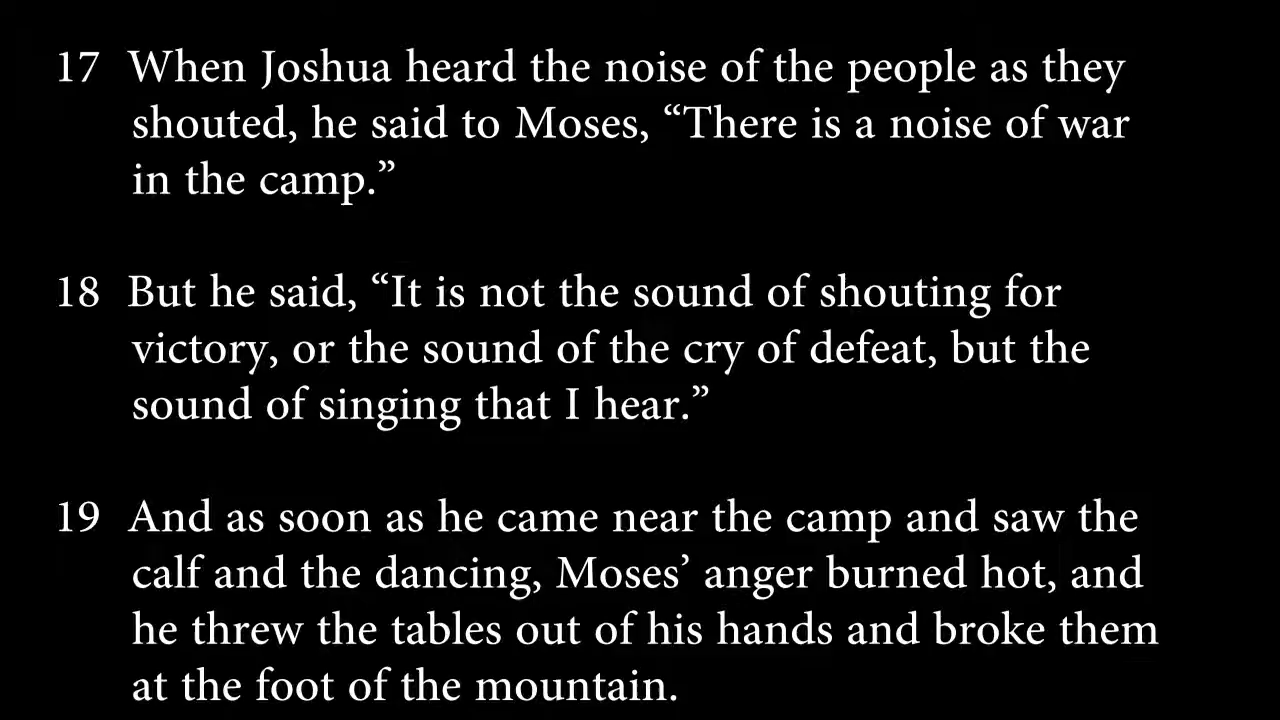 17 When Joshua heard the noise of the people as they
shouted, he said to Moses, “There is a noise of war
in the camp.”
18 But he said, “It is not the sound of shouting for
victory, or the sound of the cry of defeat, but the
sound of singing that I hear.”
19 And as soon as he came near the camp and saw the
calf and the dancing, Moses’ anger burned hot, and
he threw the tables out of his hands and broke them
at the foot of the mountain.